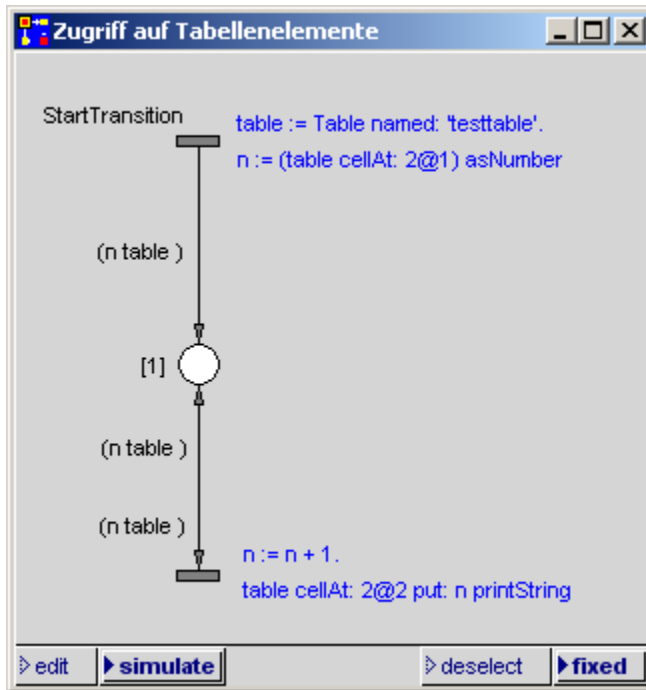 Zugriff auf Tabellenelemente
StartTransition
table := Table named: 'testtable'.
n := (table cellAt: 2@1) asNumber
(n table )
[1]
(n table )
(n table )
n := n + 1.
table cellAt: 2@2 put: n printString
edit simulate deselect fixed